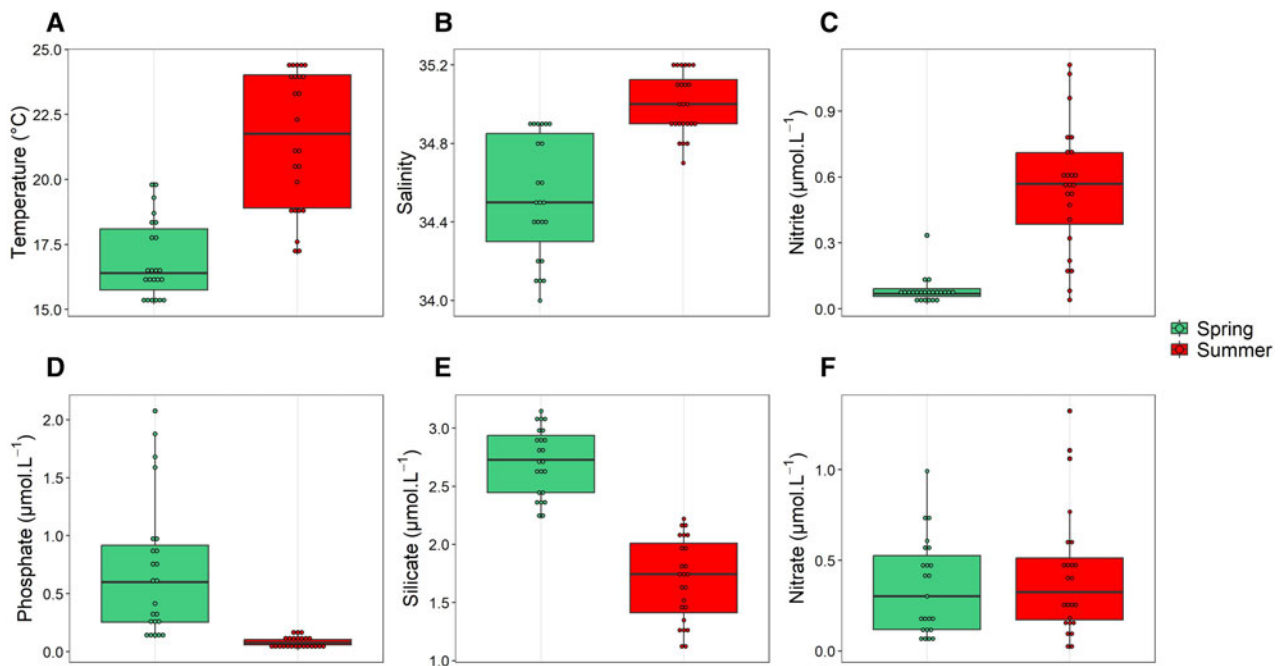 A
B
C
Temperature (°C)
25.0
22.5
20.0
17.5
15.0
Salinity
35.2
34.8
34.4
34.0
Nitrite (μmol.L⁻¹)
0.9
0.6
0.3
0.0
Spring
Summer
D
E
F
Phosphate (μmol.L⁻¹)
2.0
1.5
1.0
0.5
0.0
Silicate (μmol.L⁻¹)
3.0
2.5
2.0
1.5
1.0
Nitrate (μmol.L⁻¹)
1.0
0.5
0.0